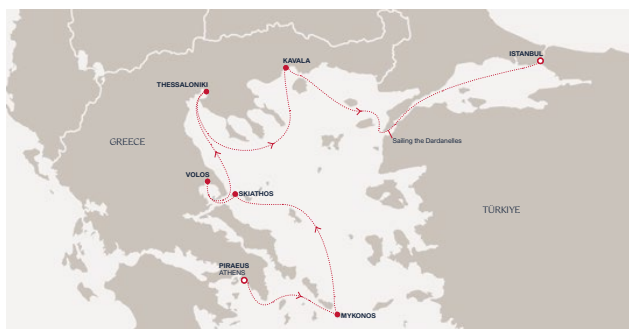 ISTANBUL
KAVALA
THESSALONIKI
Sailing the Dardanelles
GREECE
VOLOS
SKIATHOS
TÜRKIYE
PIRAEUS
ATHENS
MYKONOS